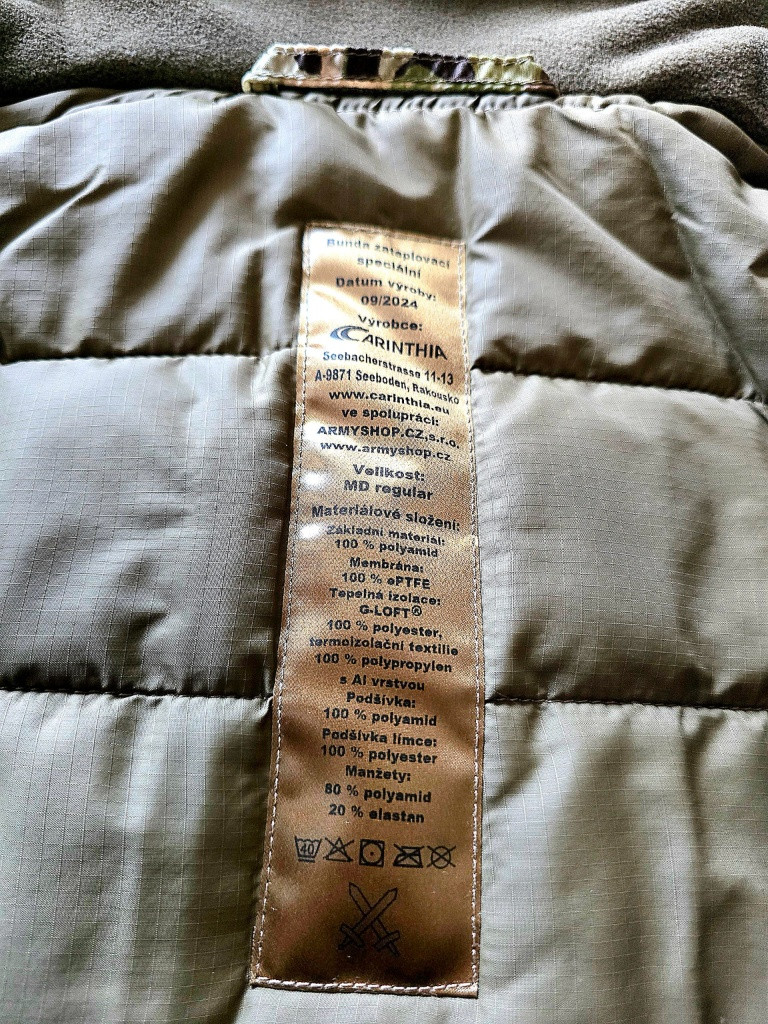 Bunda zateplovací
speciální
Datum výroby:
09/2024
Výrobce:
CARINTHIA
Seebacherstrasse 11-13
A-9871 Seeboden, Rakousko
www.carinthia.eu
ve spolupráci:
ARMYSHOP.CZ,s.r.o.
www.armyshop.cz
Velikost:
MD regular
Materiálové složení:
Základní materiál:
100 % polyamid
Membrána:
100 % ePTFE
Tepelná izolace:
G-LOFT®
100 % polyester,
termoizolační textilie
100 % polypropylen
s Al vrstvou
Podšívka:
100 % polyamid
Podšívka límce:
100 % polyester
Manžety:
80 % polyamid
20 % elastan
40